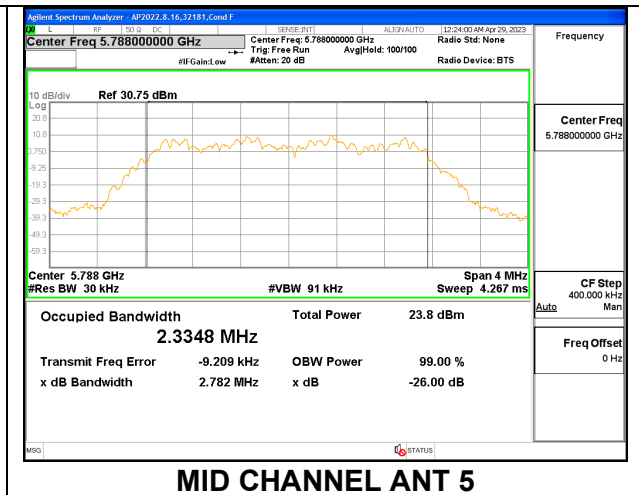 Agilent Spectrum Analyzer - AP2022.8.16,32181,Cond F
L RF 50 Ω DC SENSE:INT ALIGN AUTO 12:24:00 AM Apr 29, 2023
Center Freq 5.788000000 GHz
Center Freq: 5.788000000 GHz Radio Std: None
Trig: Free Run Avg|Hold: 100/100
#IFGain:Low #Atten: 20 dB Radio Device: BTS
Frequency
10 dB/div Ref 30.75 dBm
Log
20.8
10.8
0.750
-9.25
-19.3
-29.3
-39.3
-49.3
-59.3
Center 5.788 GHz Span 4 MHz
#Res BW 30 kHz #VBW 91 kHz Sweep 4.267 ms
Occupied Bandwidth Total Power 23.8 dBm
2.3348 MHz
Transmit Freq Error -9.209 kHz OBW Power 99.00 %
x dB Bandwidth 2.782 MHz x dB -26.00 dB
Center Freq
5.788000000 GHz
CF Step
400.000 kHz
Auto Man
Freq Offset
0 Hz
MSG STATUS
MID CHANNEL ANT 5